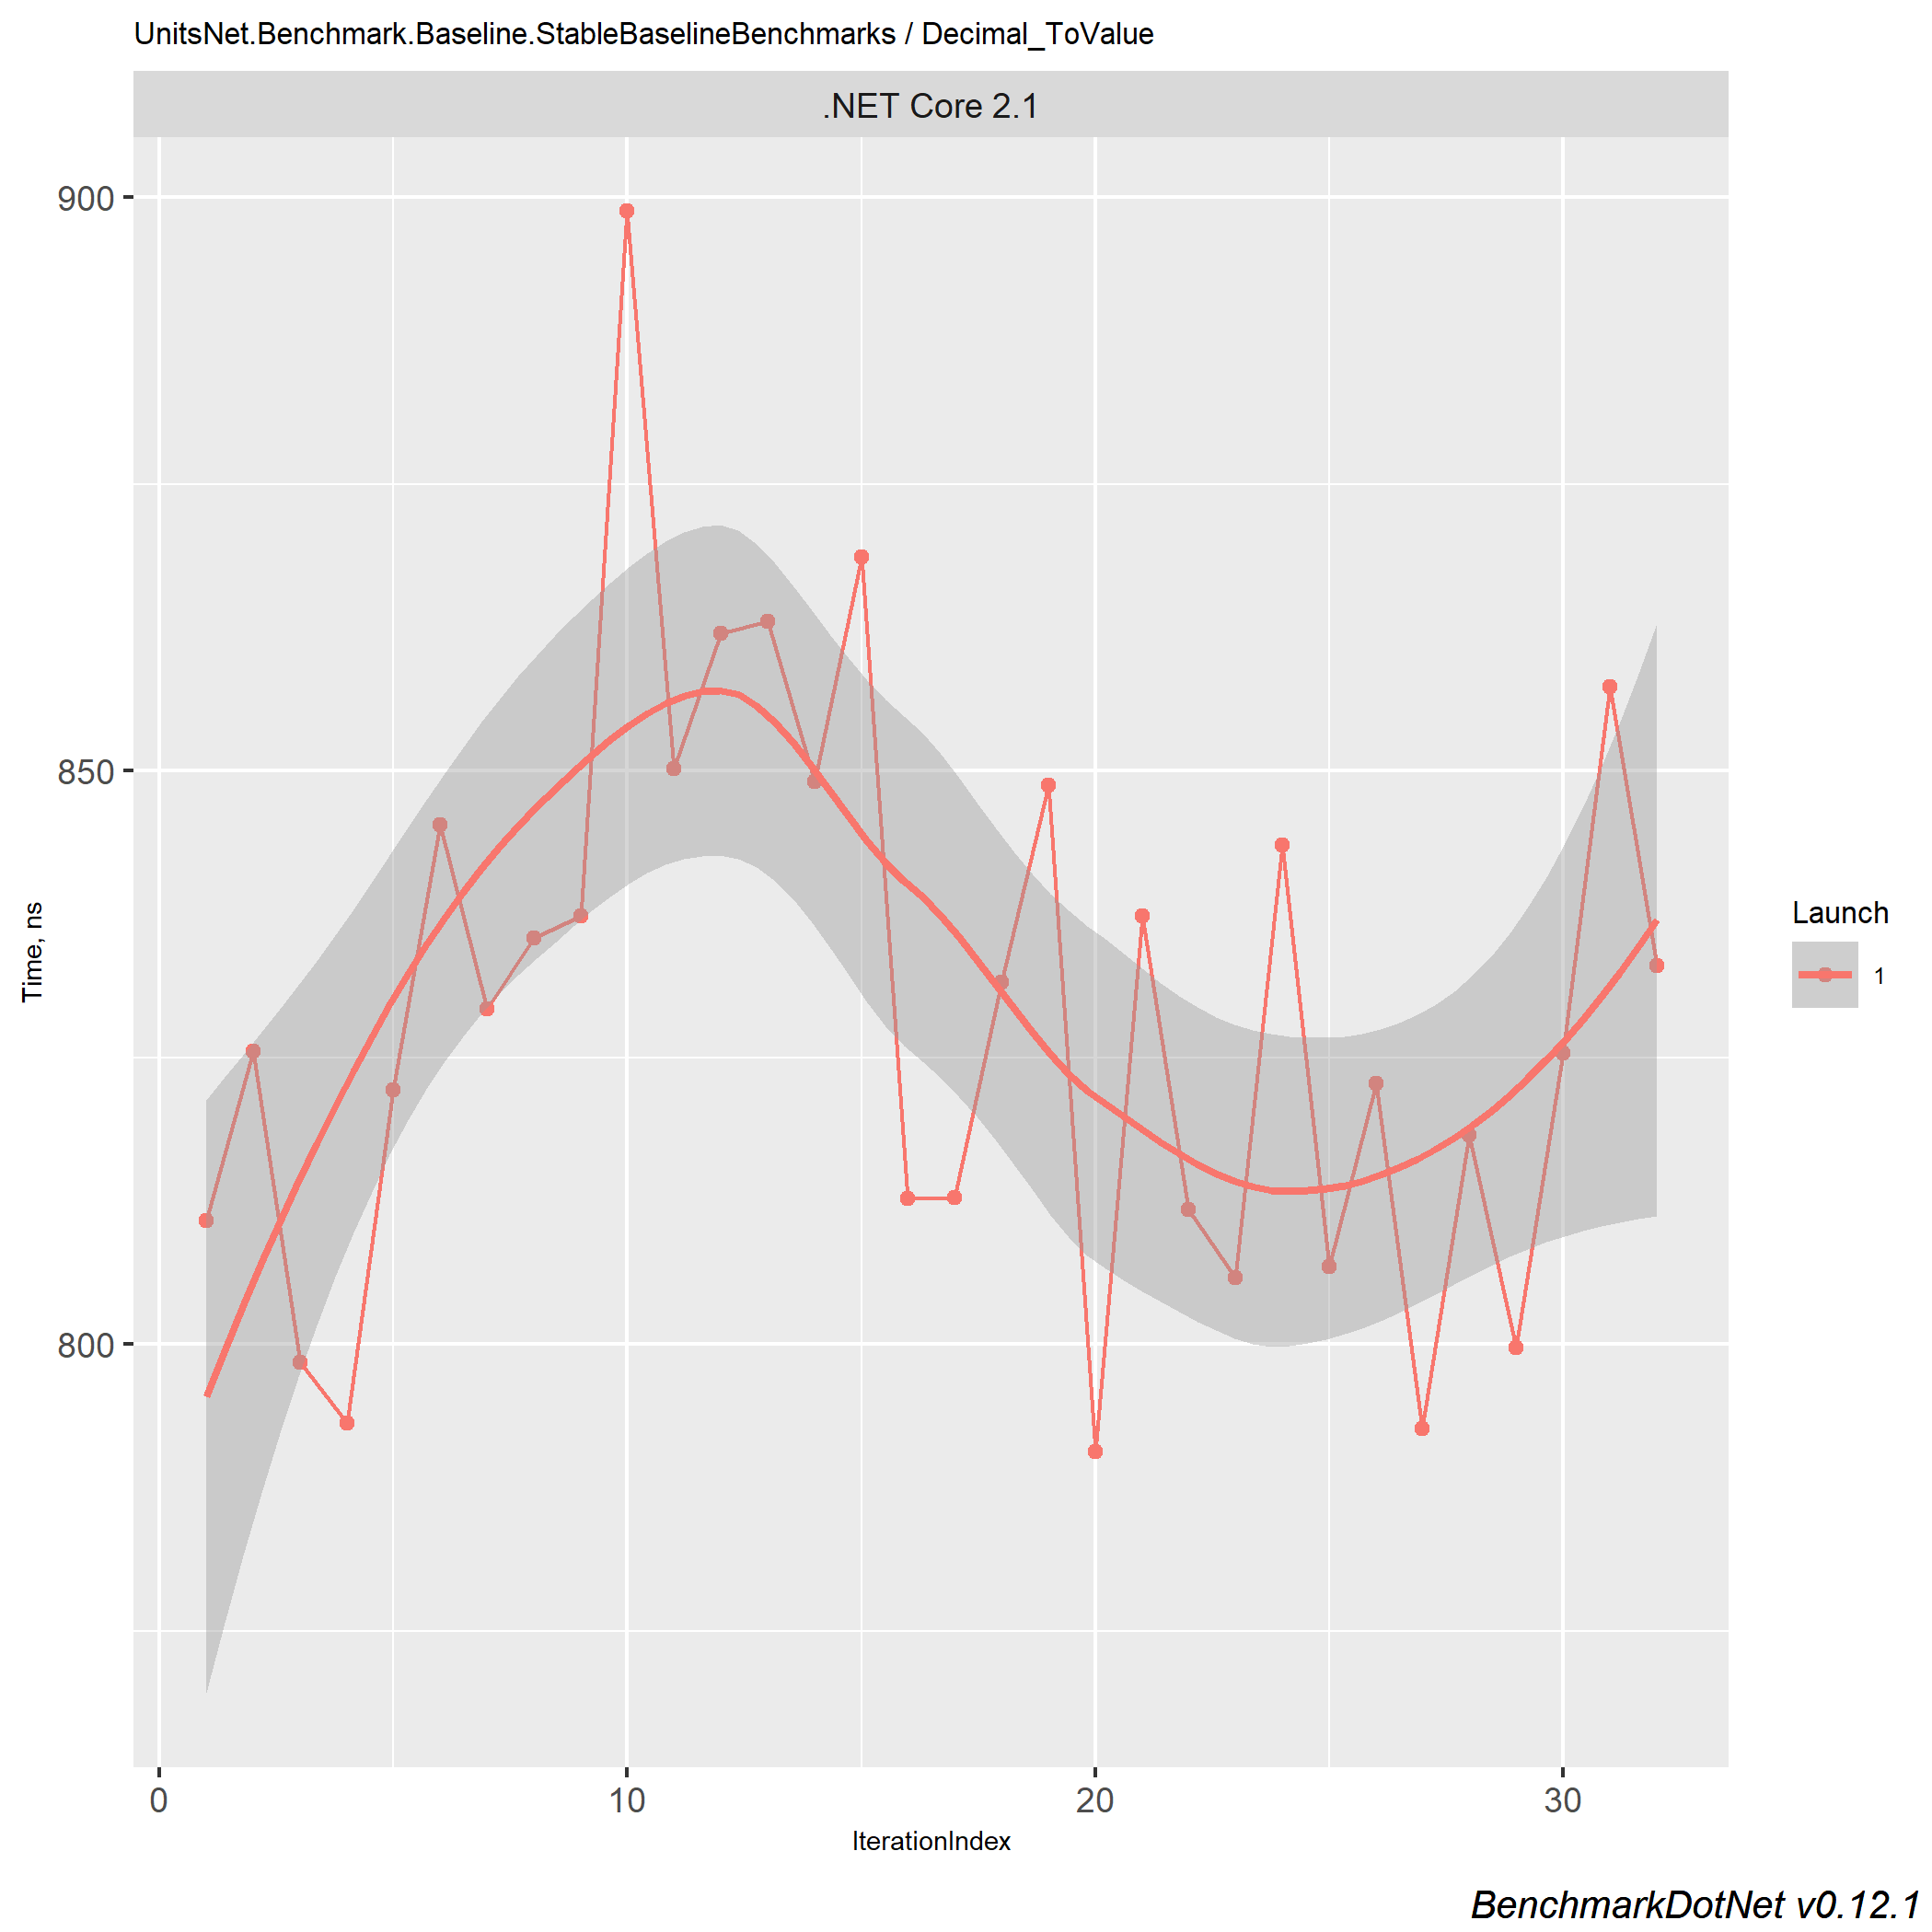 UnitsNet.Benchmark.Baseline.StableBaselineBenchmarks / Decimal_ToValue
.NET Core 2.1
900
850
800
Time, ns
0 10 20 30
IterationIndex
Launch
1
BenchmarkDotNet v0.12.1